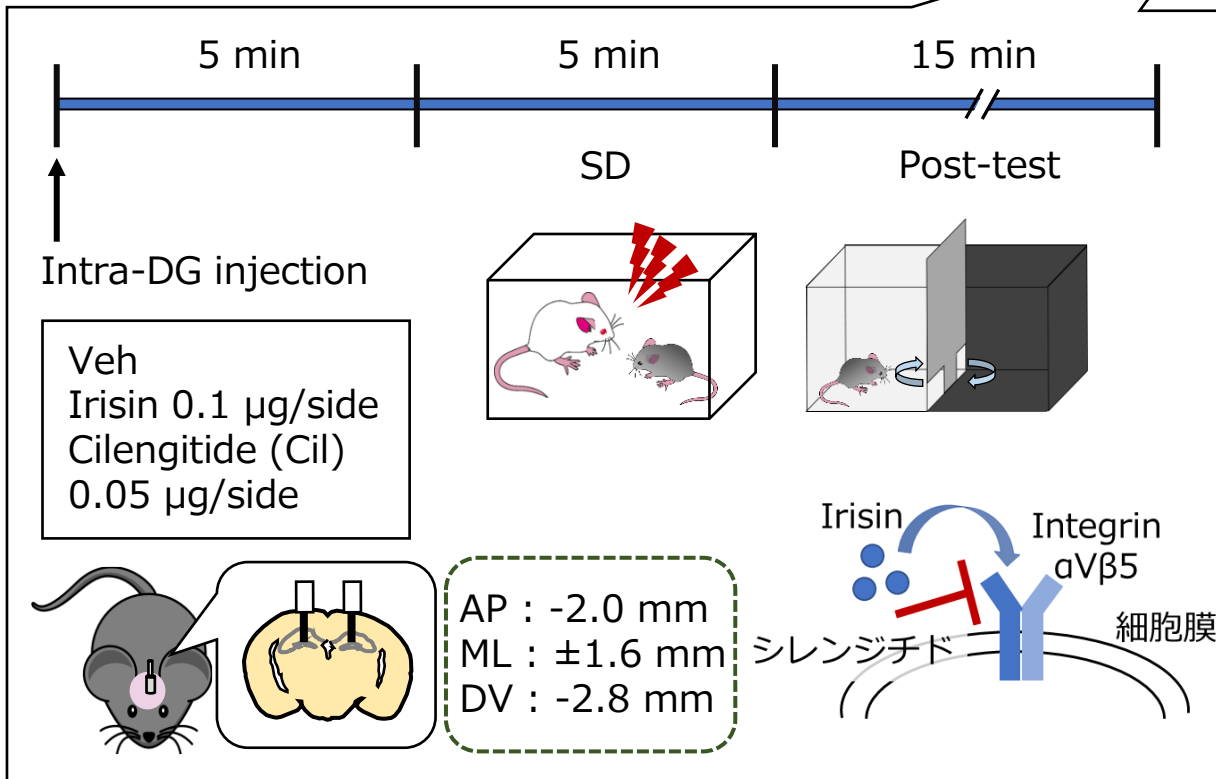 5 min
5 min
15 min
SD
Post-test
Intra-DG injection
Veh
Irisin 0.1 μg/side
Cilengitide (Cil)
0.05 μg/side
AP : -2.0 mm
ML : ±1.6 mm
DV : -2.8 mm
Irisin
Integrin
αVβ5
シレンジチド
細胞膜